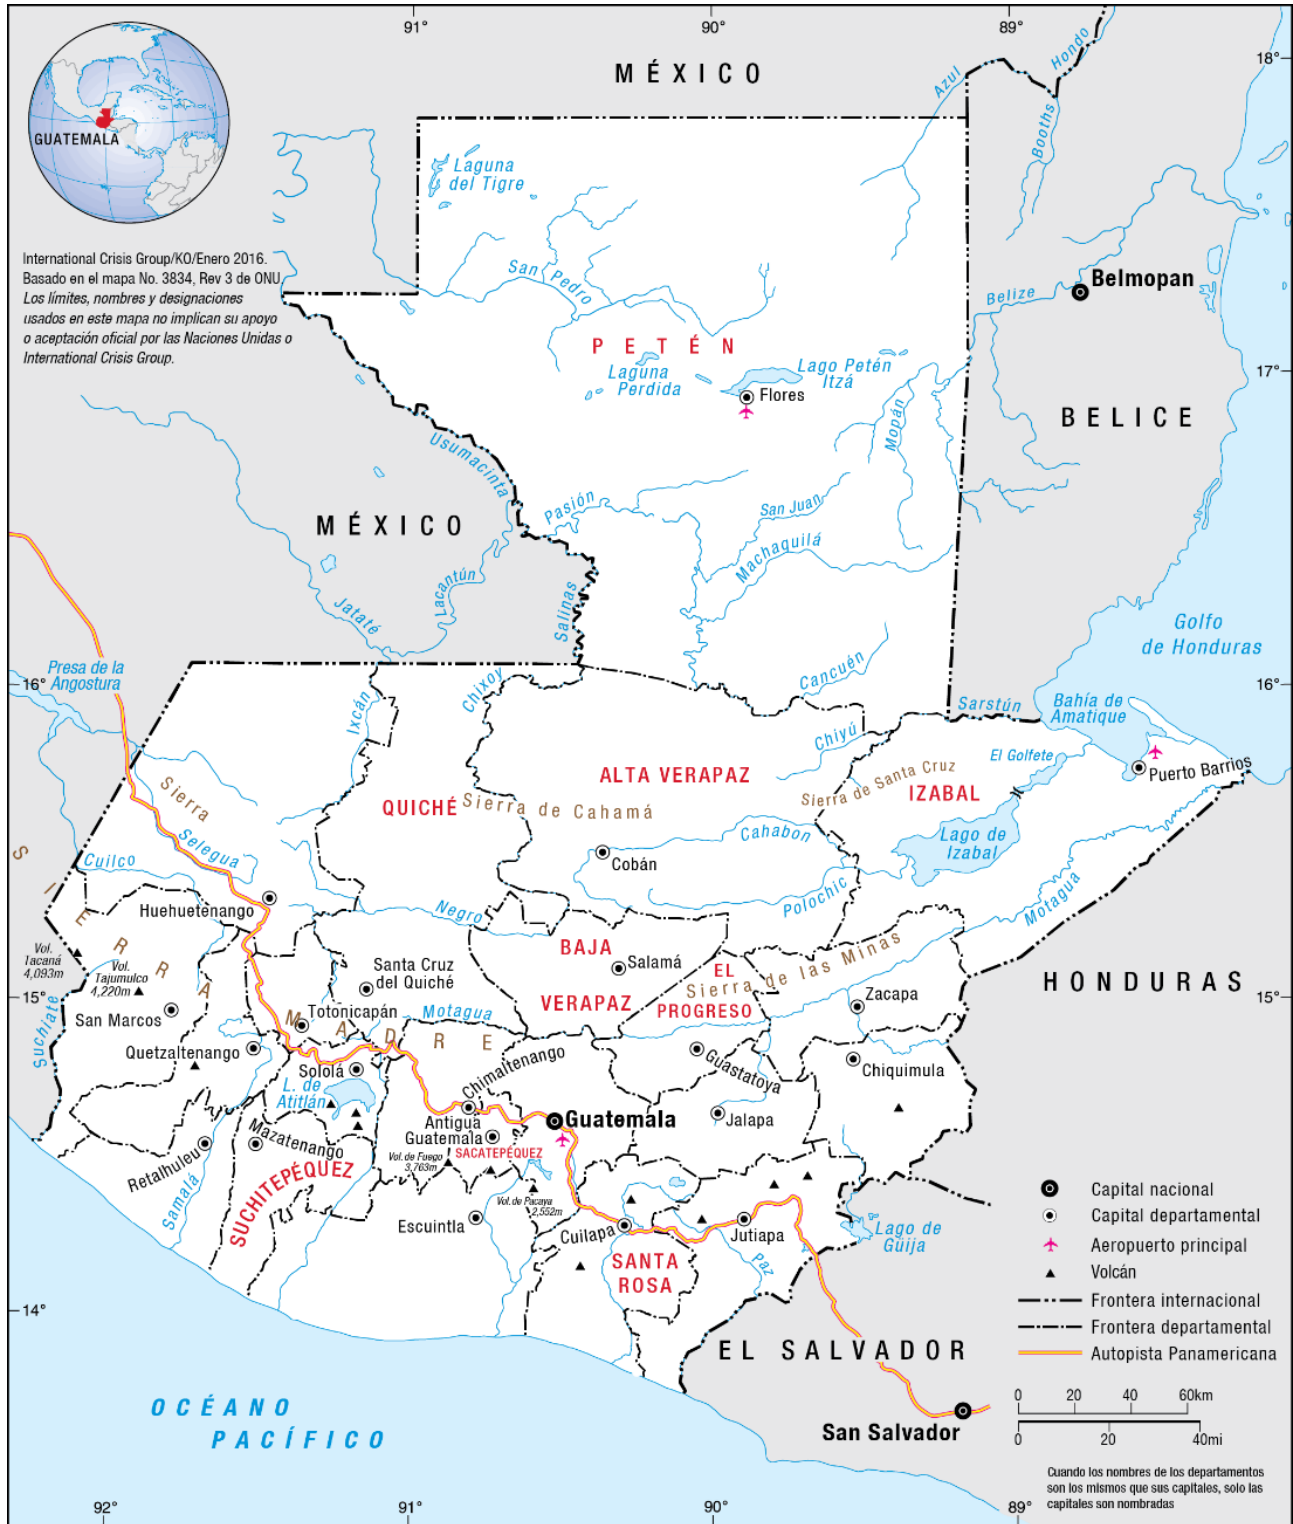 91°
90°
89°
MÉXICO
Azul
Hondo
18°
Booths
GUATEMALA
Laguna
del Tigre
International Crisis Group/KO/Enero 2016.
Basado en el mapa No. 3834, Rev 3 de ONU
Los límites, nombres y designaciones
usados en este mapa no implican su apoyo
o aceptación oficial por las Naciones Unidas o
International Crisis Group.
San Pedro
Belize
Belmopan
PETÉN
Laguna
Perdida
Lago Petén
Itzá
Flores
17°
Mopán
BELICE
Usumacinta
Pasión
San Juan
MÉXICO
Machaquilá
Lacantún
Jataté
Salinas
Golfo
de Honduras
Presa de la
Angostura
16°
Ixcán
Chixoy
Cancuén
Sarstún
Bahía de
Amatique
16°
Chiyú
El Golfete
Puerto Barrios
Sierra
ALTA VERAPAZ
Sierra de Santa Cruz
IZABAL
QUICHÉ
Sierra de Cahamá
Selegua
Cahabon
Lago de
Izabal
Cuilco
Cobán
Polochic
Motagua
Huehuetenango
Negro
SIERRA
MADRE
Vol.
Tacaná
4,093m
Vol.
Tajumulco
4,220m
BAJA
VERAPAZ
Salamá
EL
PROGRESO
Sierra de las Minas
HONDURAS
Santa Cruz
del Quiché
Zacapa
15°
15°
San Marcos
Totonicapán
Motagua
Suchiate
Quetzaltenango
Sololá
Chimaltenango
Guastatoya
Chiquimula
L. de
Atitlán
Antigua
Guatemala
Guatemala
Jalapa
Mazatenango
Retalhuleu
SACATEPÉQUEZ
Vol. de Fuego
3,763m
SUCHITEPÉQUEZ
Samalá
Vol. de Pacaya
2,552m
Escuintla
Cuilapa
Jutiapa
Lago de
Güija
SANTA
ROSA
Paz
14°
EL SALVADOR
San Salvador
OCÉANO
PACÍFICO
Capital nacional
Capital departamental
Aeropuerto principal
Volcán
Frontera internacional
Frontera departamental
Autopista Panamericana
0 20 40 60km
0 20 40mi
Cuando los nombres de los departamentos
son los mismos que sus capitales, solo las
capitales son nombradas
92°
91°
90°
89°